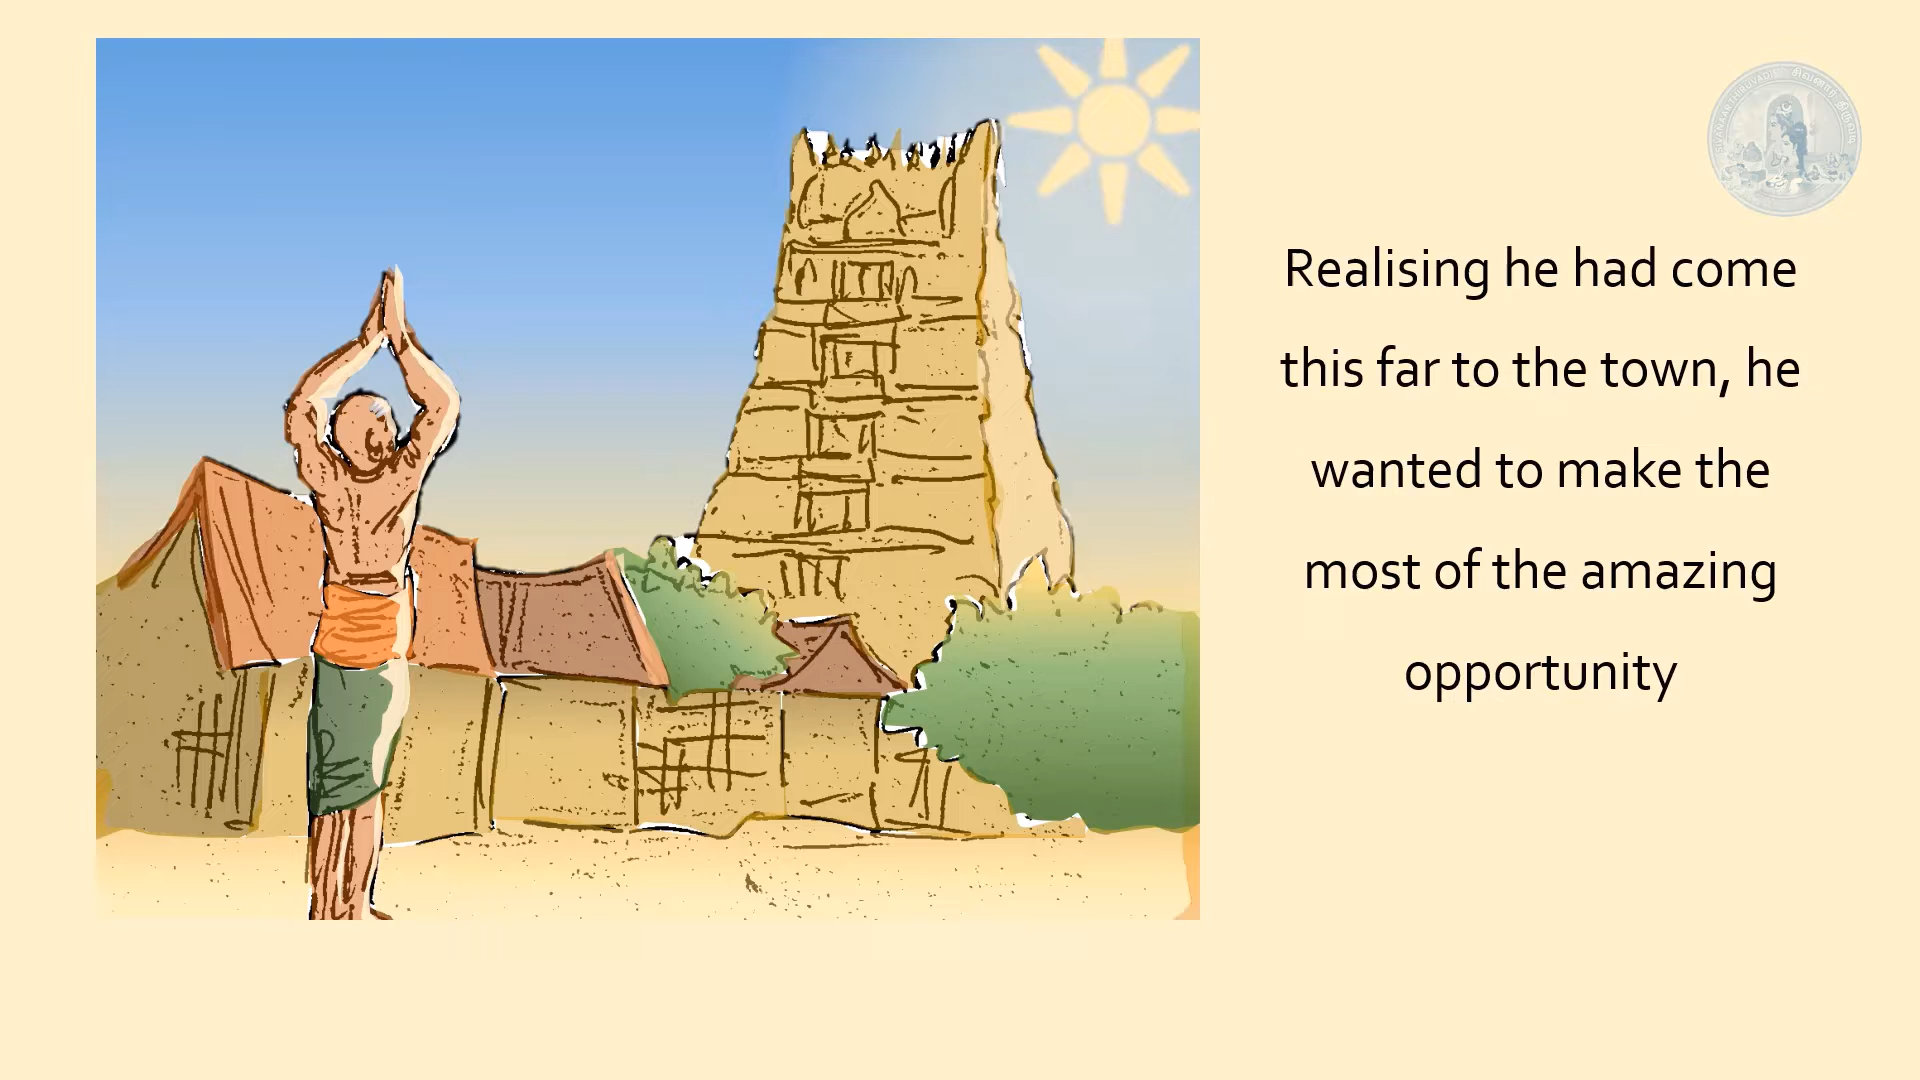 Realising he had come
this far to the town, he
wanted to make the
most of the amazing
opportunity